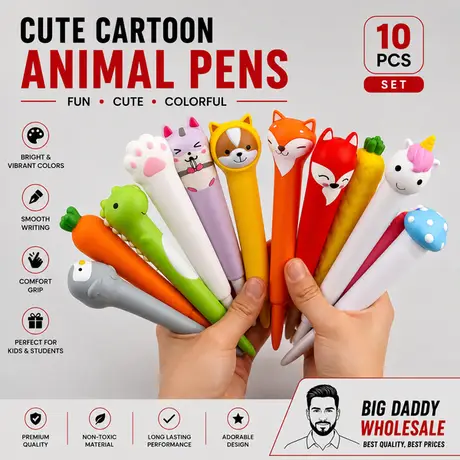 CUTE CARTOON
ANIMAL PENS
FUN • CUTE • COLORFUL
10
PCS
SET
BRIGHT &
VIBRANT COLORS
SMOOTH
WRITING
COMFORT
GRIP
PERFECT FOR
KIDS & STUDENTS
PREMIUM
QUALITY
NON-TOXIC
MATERIAL
LONG LASTING
PERFORMANCE
ADORABLE
DESIGN
BIG DADDY
WHOLESALE
BEST QUALITY, BEST PRICES